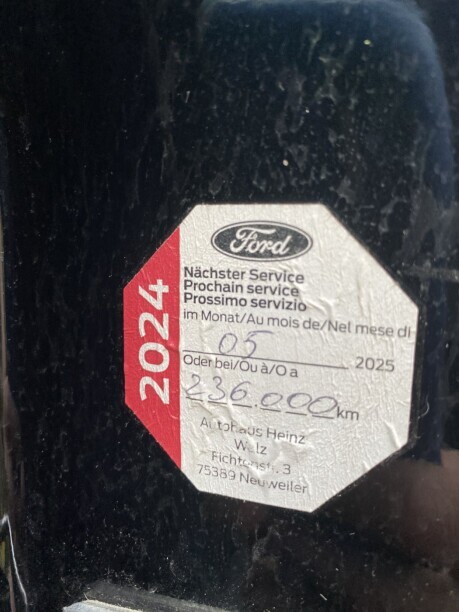 2024
Ford
Nächster Service
Prochain service
Prossimo servizio
im Monat/Au mois de/Nel mese di
05 2025
Oder bei/Ou à/O a
236.000 km
Autohaus Heinz
Walz
Fichtenstr. 3
75389 Neuweiler